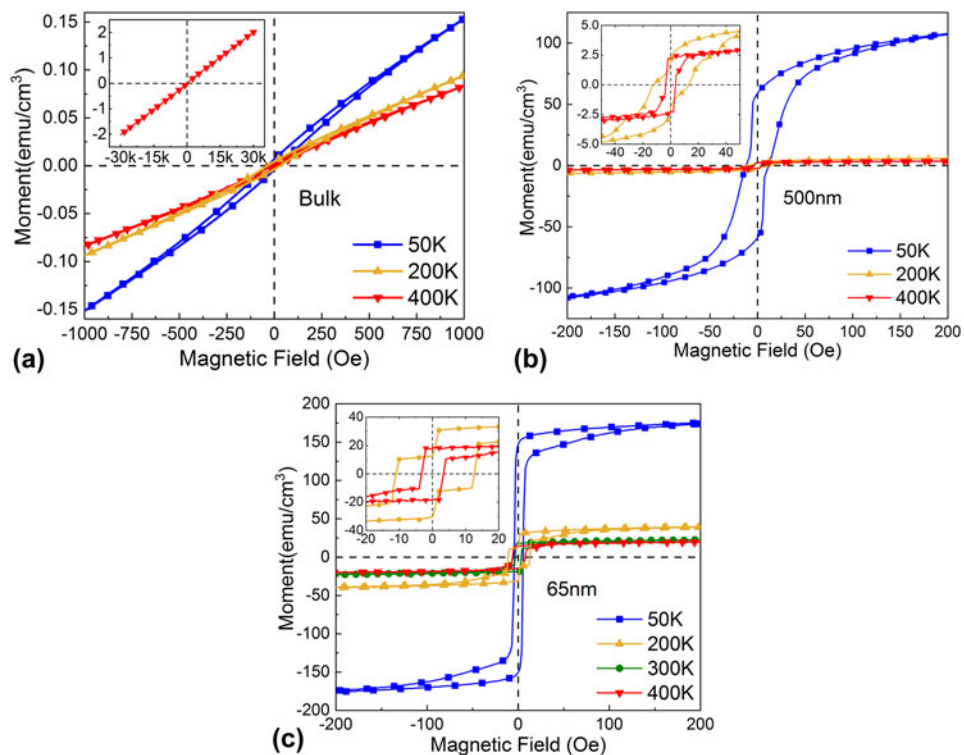 Moment(emu/cm³)
0.15
0.10
0.05
0.00
-0.05
-0.10
-0.15
2
1
0
1
2
-30k -15k 0 15k 30k
Bulk
50K
200K
400K
-1000 -750 -500 -250 0 250 500 750 1000
Magnetic Field (Oe)
(a)
Moment(emu/cm³)
100
50
0
-50
-100
5.0
2.5
0.0
-2.5
-5.0
-40 -20 0 20 40
500nm
50K
200K
400K
-200 -150 -100 -50 0 50 100 150 200
Magnetic Field (Oe)
(b)
Moment(emu/cm³)
200
150
100
50
0
-50
-100
-150
-200
40
20
0
-20
-40
-20 -10 0 10 20
65nm
50K
200K
300K
400K
-200 -100 0 100 200
Magnetic Field (Oe)
(c)